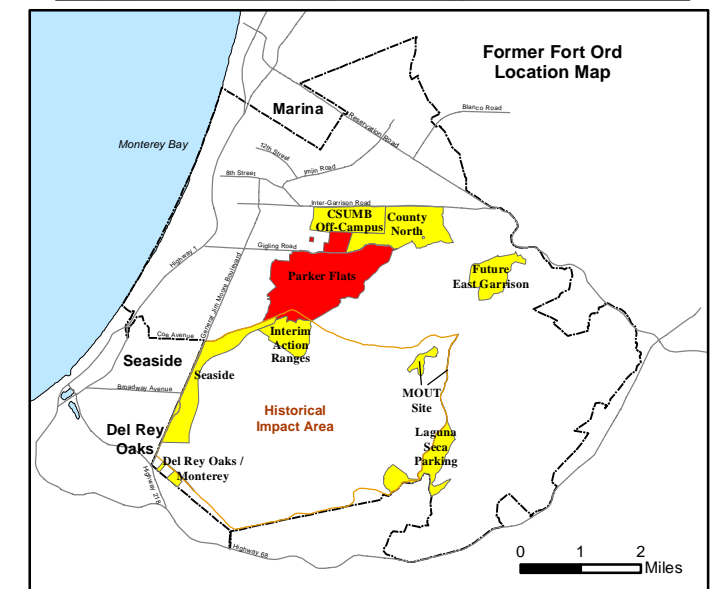 Former Fort Ord
Location Map
Marina
Blanco Road
Reservation Road
Monterey Bay
12th Street
Imjin Road
8th Street
Inter-Garrison Road
CSUMB
Off-Campus
County
North
Gigling Road
Highway 1
General Jim Moore Boulevard
Parker Flats
Future
East Garrison
Coe Avenue
Interim
Action
Ranges
Seaside
Seaside
Broadway Avenue
MOUT
Site
Historical
Impact Area
Del Rey
Oaks
Laguna
Seca
Parking
Del Rey Oaks /
Monterey
Highway 218
Highway 68
0 1 2
Miles